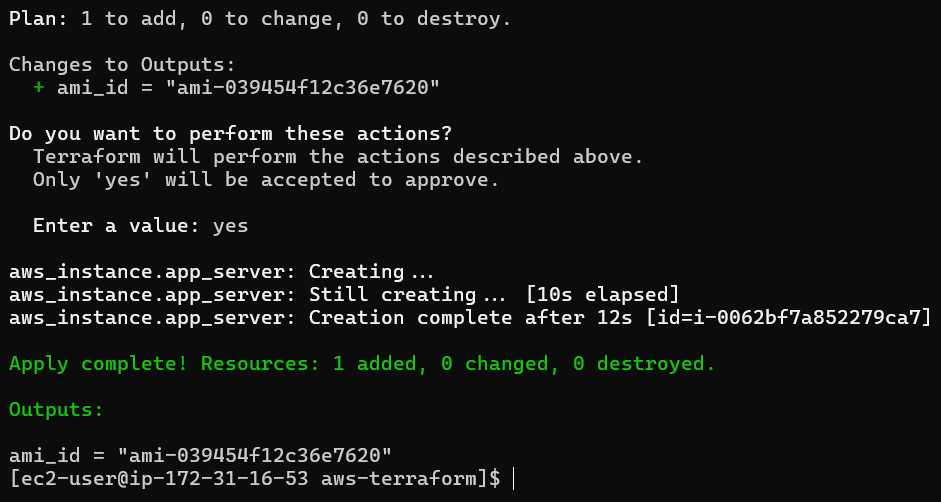 Plan: 1 to add, 0 to change, 0 to destroy.
Changes to Outputs:
+ ami_id = "ami-039454f12c36e7620"
Do you want to perform these actions?
Terraform will perform the actions described above.
Only 'yes' will be accepted to approve.
Enter a value: yes
aws_instance.app_server: Creating...
aws_instance.app_server: Still creating... [10s elapsed]
aws_instance.app_server: Creation complete after 12s [id=i-0062bf7a852279ca7]
Apply complete! Resources: 1 added, 0 changed, 0 destroyed.
Outputs:
ami_id = "ami-039454f12c36e7620"
[ec2-user@ip-172-31-16-53 aws-terraform]$